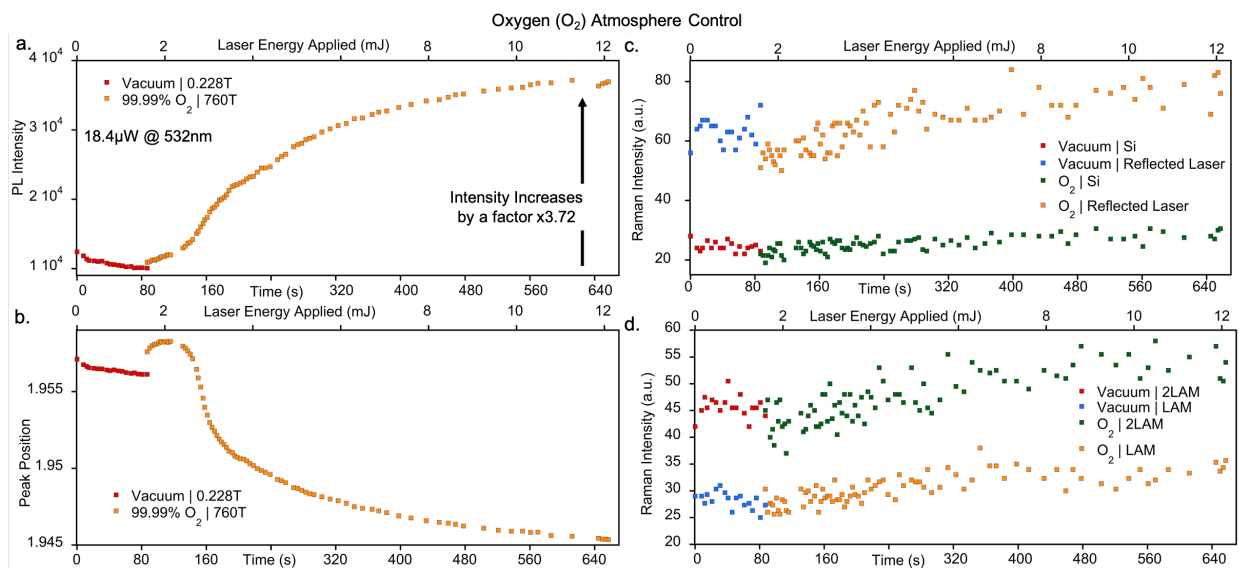 Oxygen (O₂) Atmosphere Control
a.
Laser Energy Applied (mJ)
0 2 4 6 8 10 12
4 10⁴
3 10⁴
2 10⁴
1 10⁴
PL Intensity
Vacuum | 0.228T
99.99% O₂ | 760T
18.4µW @ 532nm
Intensity Increases
by a factor x3.72
0 80 160 240 320 400 480 560 640
Time (s)
b.
Laser Energy Applied (mJ)
0 2 4 6 8 10 12
1.955
1.95
1.945
Peak Position
Vacuum | 0.228T
99.99% O₂ | 760T
0 80 160 240 320 400 480 560 640
Time (s)
c.
Laser Energy Applied (mJ)
0 2 4 6 8 10 12
80
60
40
20
Raman Intensity (a.u.)
Vacuum | Si
Vacuum | Reflected Laser
O₂ | Si
O₂ | Reflected Laser
0 80 160 240 320 400 480 560 640
Time (s)
d.
Laser Energy Applied (mJ)
0 2 4 6 8 10 12
60
55
50
45
40
35
30
25
20
Raman Intensity (a.u.)
Vacuum | 2LAM
Vacuum | LAM
O₂ | 2LAM
O₂ | LAM
0 80 160 240 320 400 480 560 640
Time (s)